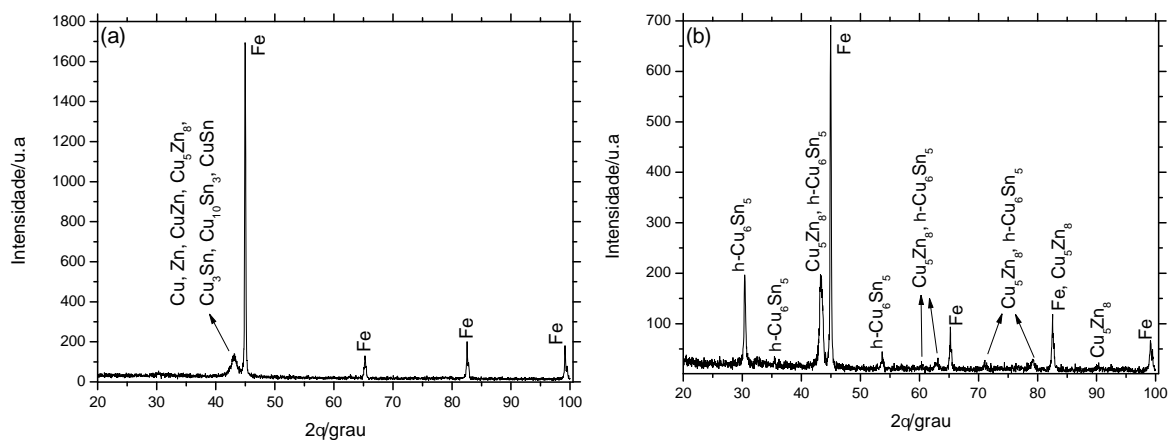 (a)
Intensidade/u.a
1800
1600
1400
1200
1000
800
600
400
200
0
Cu, Zn, CuZn, Cu₅Zn₈,
Cu₃Sn, Cu₁₀Sn₃, CuSn
Fe
Fe
Fe
Fe
20 30 40 50 60 70 80 90 100
2q/grau
(b)
Intensidade/u.a
700
600
500
400
300
200
100
h-Cu₆Sn₅
h-Cu₆Sn₅
Cu₅Zn₈, h-Cu₆Sn₅
Fe
h-Cu₆Sn₅
Cu₅Zn₈, h-Cu₆Sn₅
Fe
Cu₅Zn₈, h-Cu₆Sn₅
Fe, Cu₅Zn₈
Cu₅Zn₈
Fe
20 30 40 50 60 70 80 90 100
2q/grau